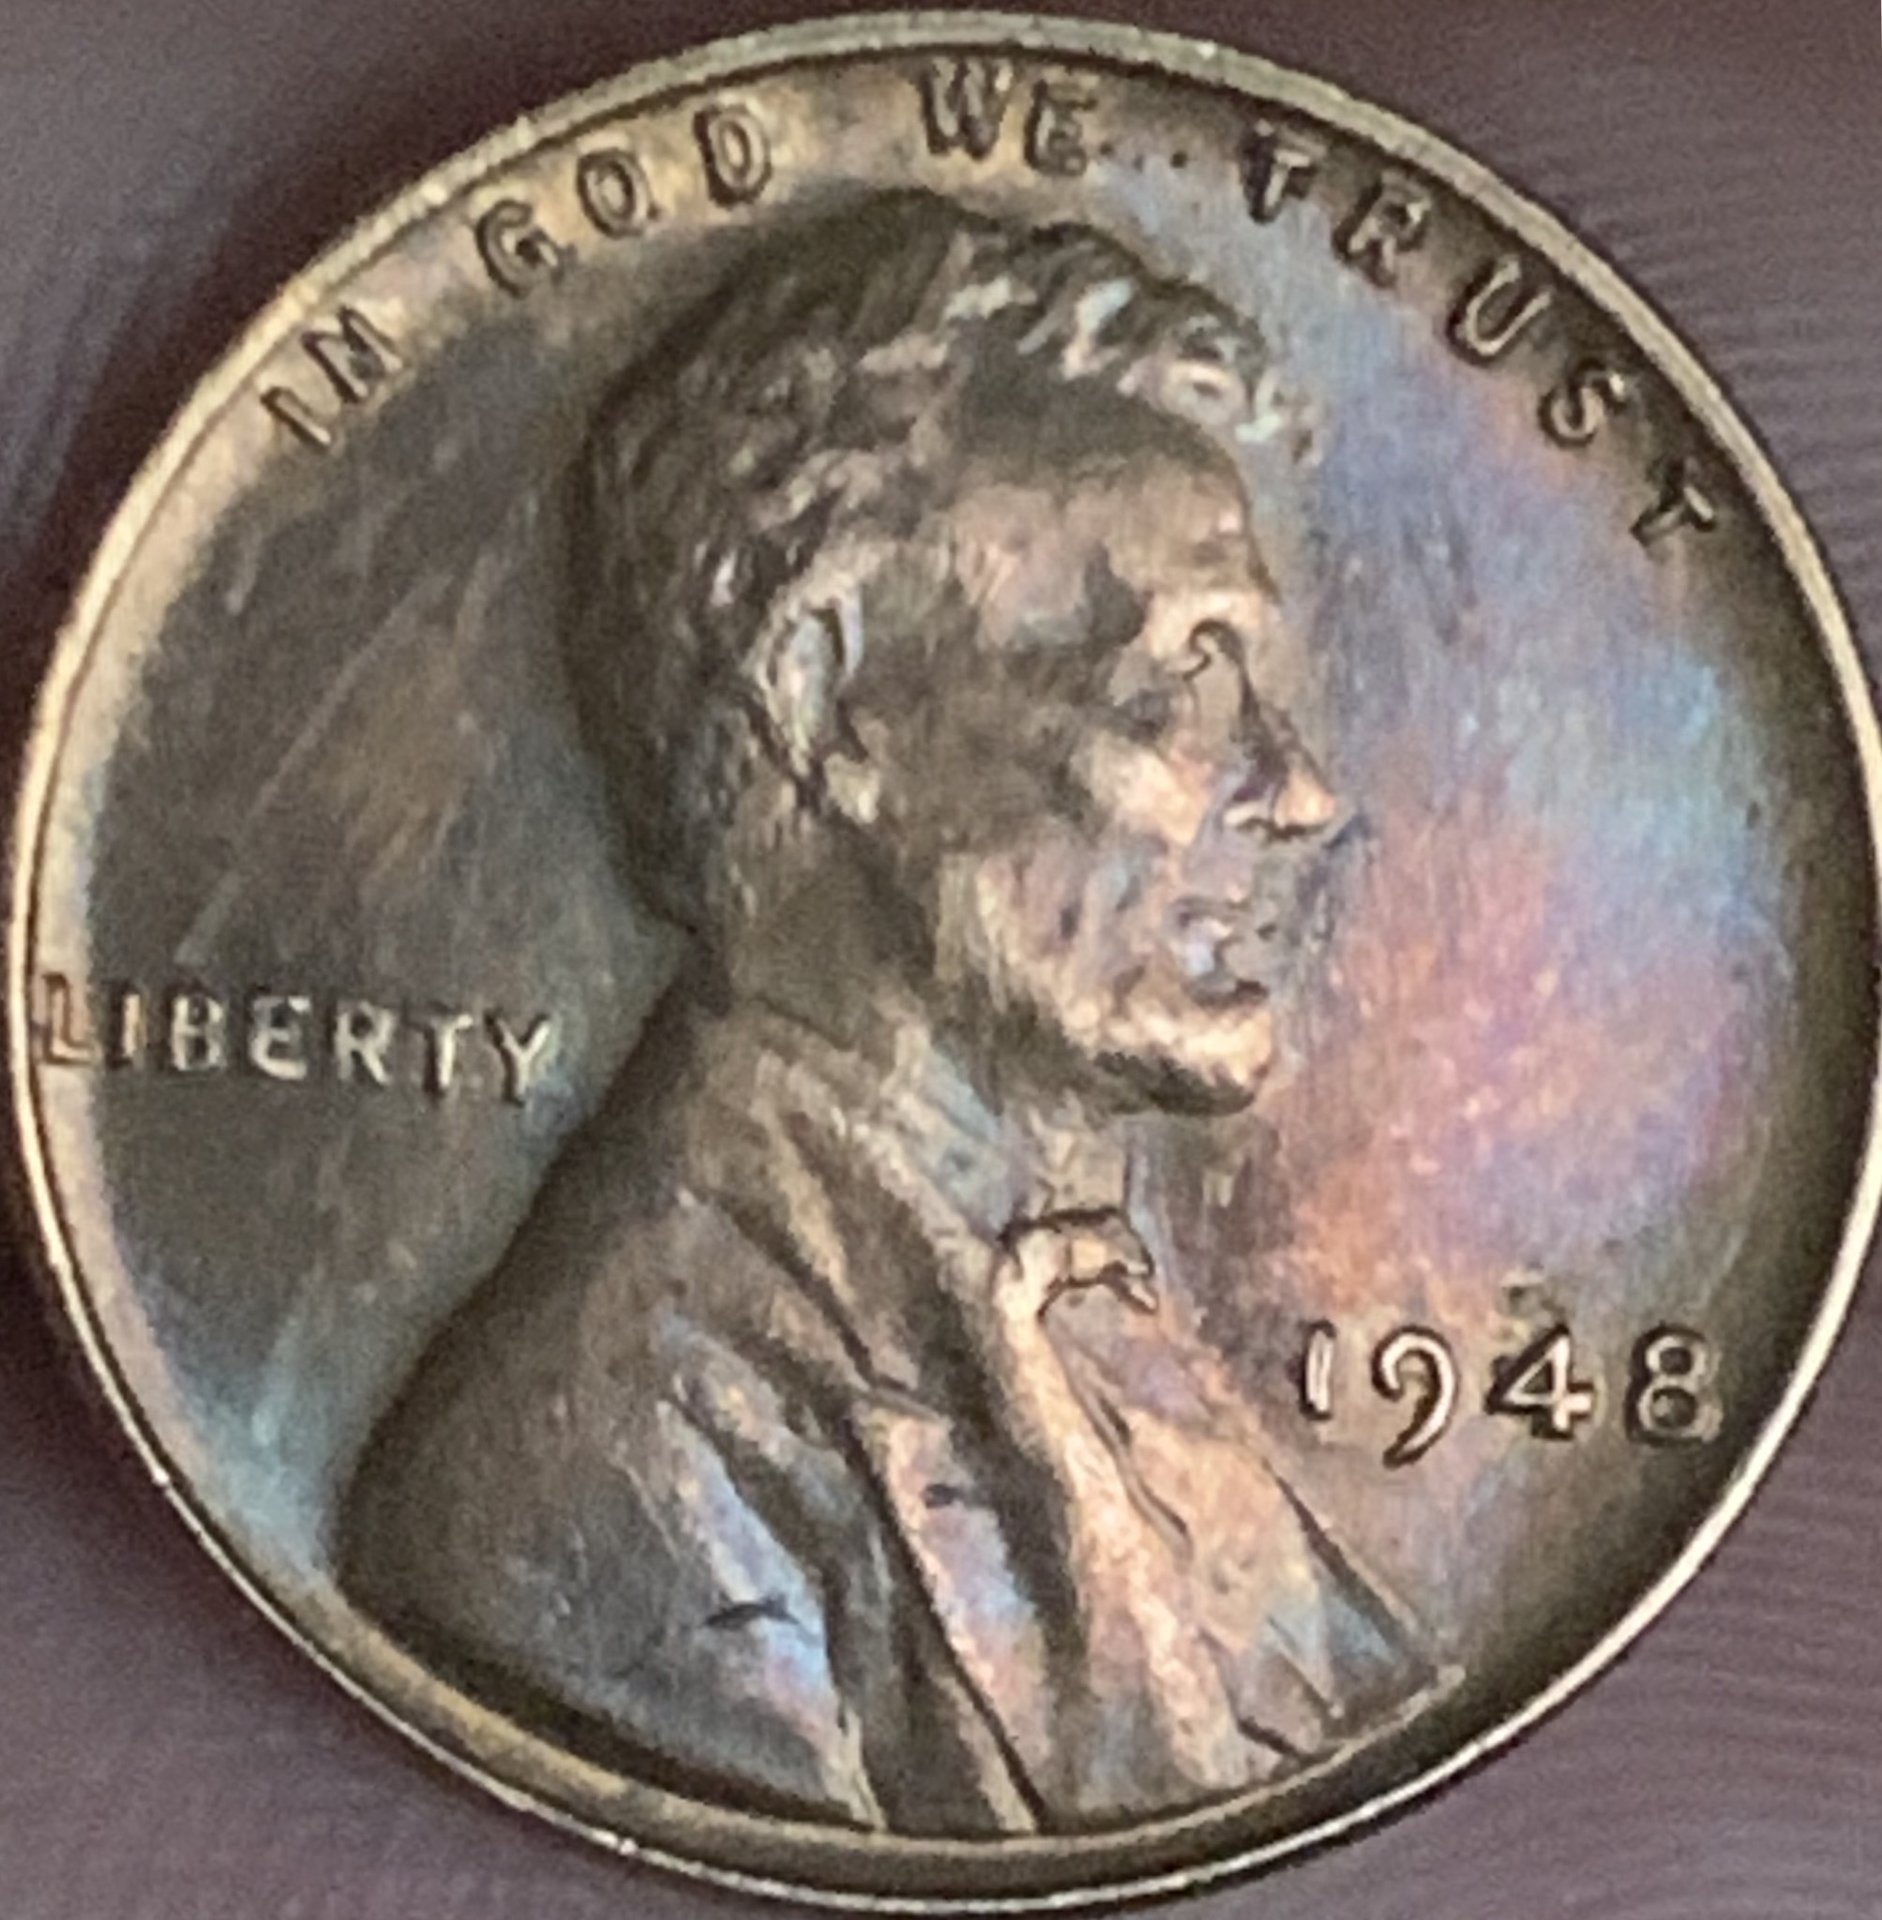 IN GOD WE TRUST
LIBERTY
1948